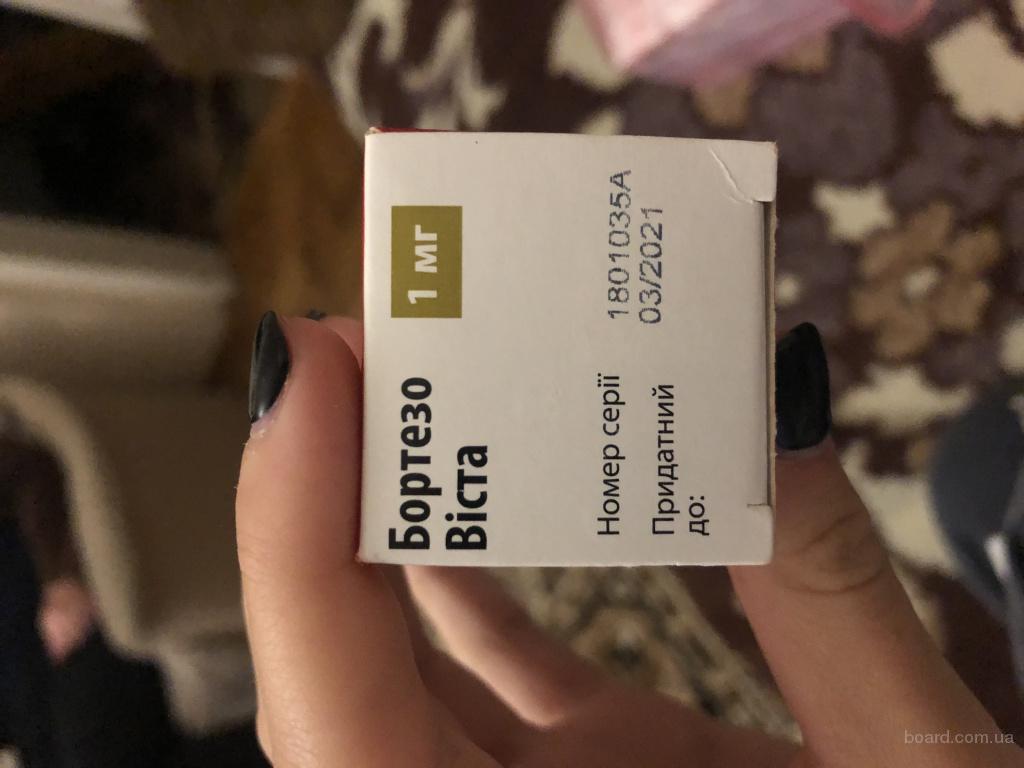 Бортезо
Віста
1 мг
Номер серії 1801035A
Придатний 03/2021
до:
board.com.ua